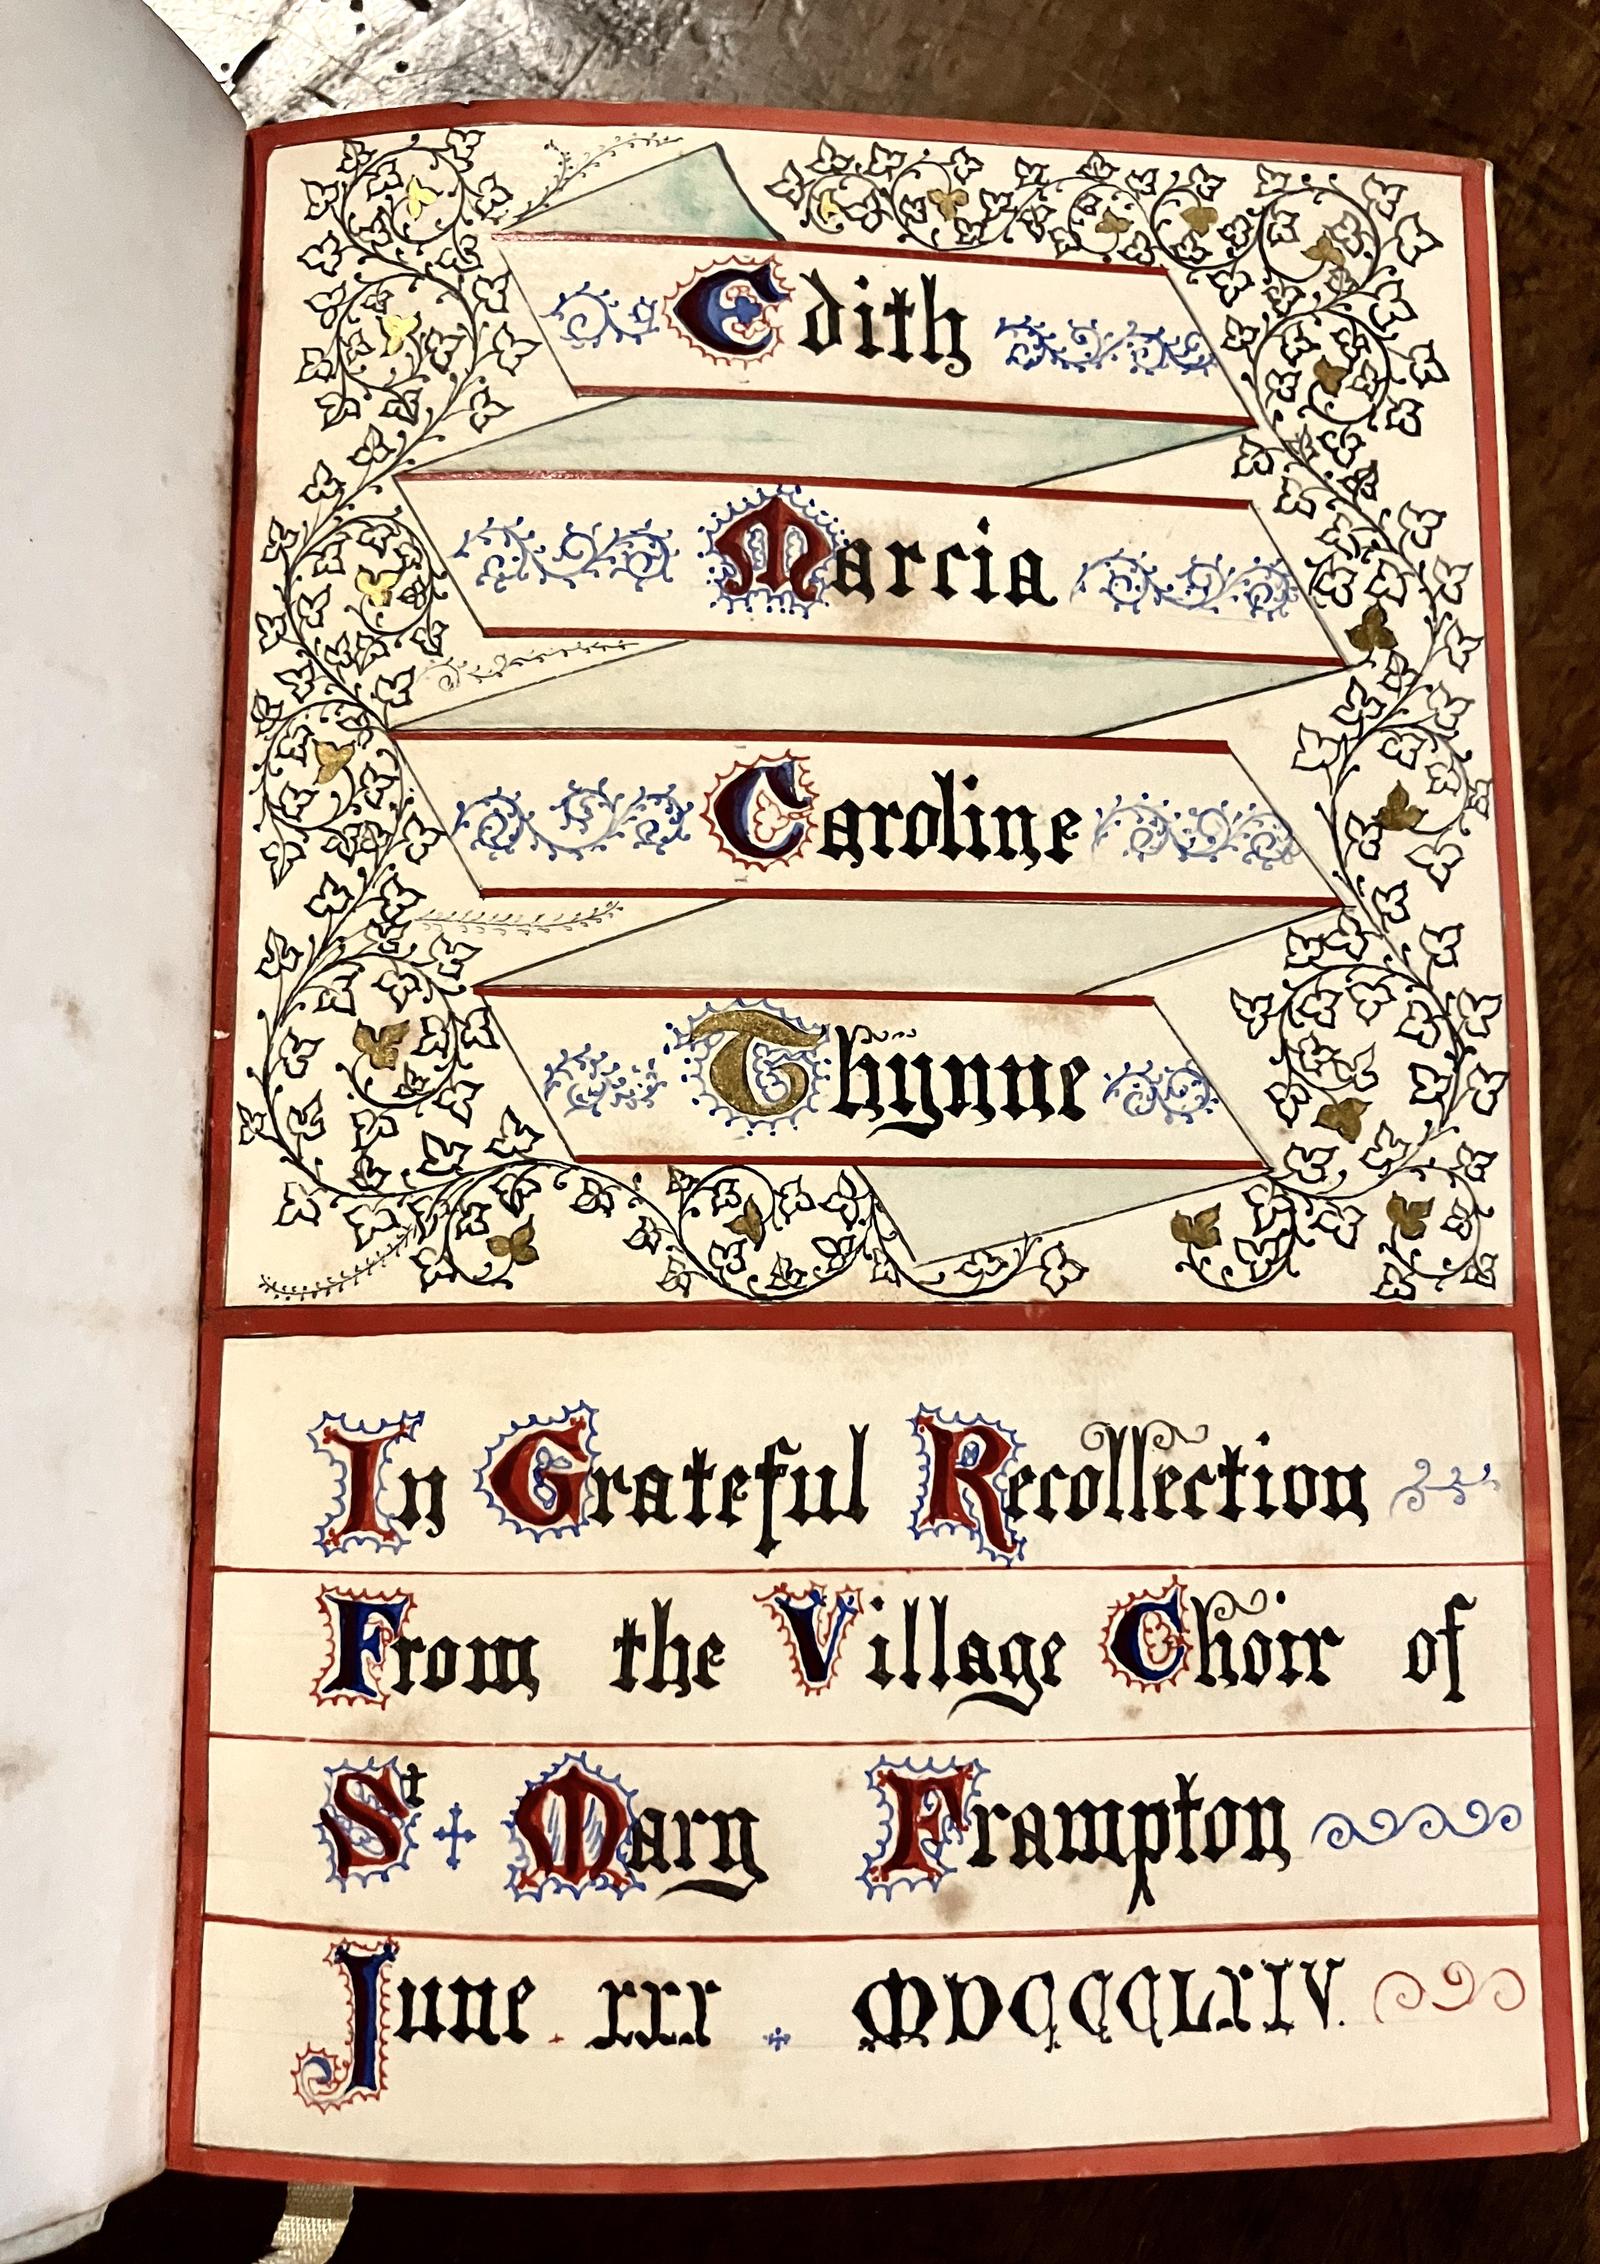 Edith
Marcia
Caroline
Thynne
In Grateful Recollection
From the Village Choir of
St Mary Frampton
June. xxx MDCCCLXIV.